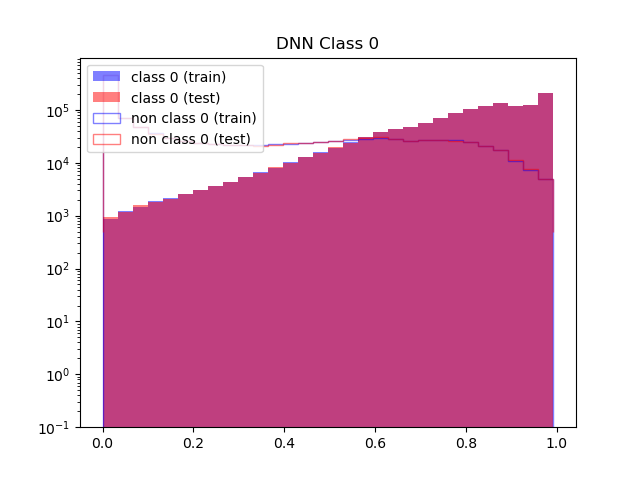 DNN Class 0
class 0 (train)
class 0 (test)
non class 0 (train)
non class 0 (test)
10⁵
10⁴
10³
10²
10¹
10⁰
10⁻¹
0.0 0.2 0.4 0.6 0.8 1.0